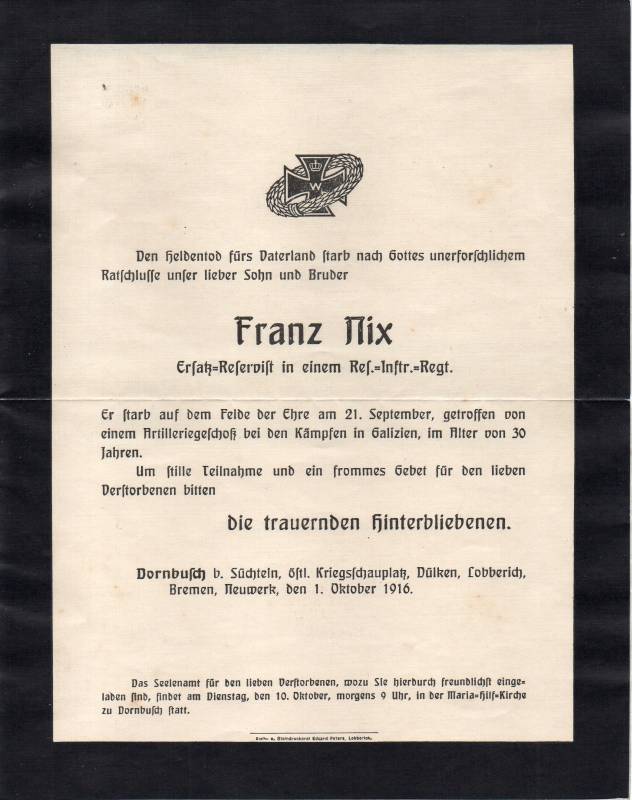 W
Den Heldentod fürs Vaterland starb nach Gottes unerforschlichem
Ratschlusse unser lieber Sohn und Bruder
Franz Nix
Ersatz=Reservist in einem Res.=Inftr.=Regt.
Er starb auf dem Felde der Ehre am 21. September, getroffen von
einem Artilleriegeschoß bei den Kämpfen in Galizien, im Alter von 30
Jahren.
Um stille Teilnahme und ein frommes Gebet für den lieben
Verstorbenen bitten
die trauernden Hinterbliebenen.
Dornbusch b. Süchteln, östl. Kriegsschauplatz, Dülken, Lobberich,
Bremen, Neuwerk, den 1. Oktober 1916.
Das Seelenamt für den lieben Verstorbenen, wozu Sie hierdurch freundlichst einge=
laden sind, findet am Dienstag, den 10. Oktober, morgens 9 Uhr, in der Maria=Hilf=Kirche
zu Dornbusch statt.
Steindruckerei Eduard Peters, Lobberich.